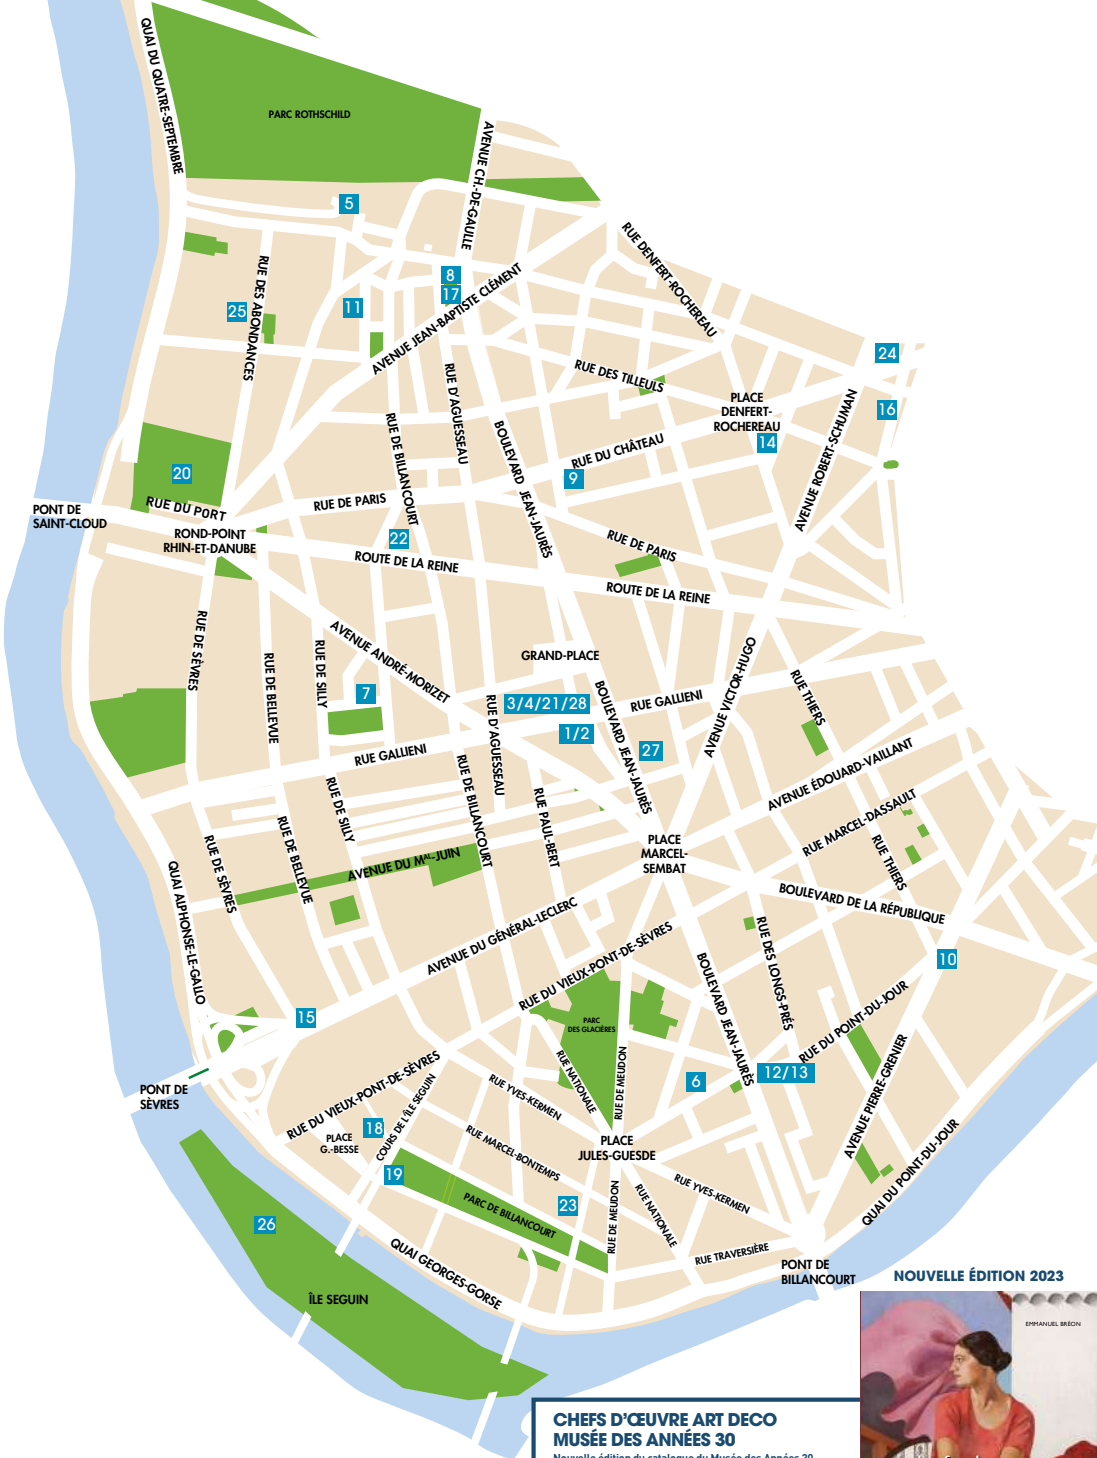 QUAI DU QUATRE-SEPTEMBRE
PARC ROTHSCHILD
AVENUE CH.-DE-GAULLE
5
RUE DENFERT-ROCHEREAU
8
17
AVENUE JEAN-BAPTISTE CLÉMENT
RUE DES ABONDANCES
25
11
24
RUE D'AGUESSEAU
RUE DES TILLEULS
PLACE
DENFERT-
ROCHEREAU
14
16
AVENUE ROBERT-SCHUMAN
RUE DE BILLANCOURT
BOULEVARD JEAN-JAURÈS
RUE DU CHÂTEAU
9
20
PONT DE
SAINT-CLOUD
RUE DU PORT
RUE DE PARIS
ROND-POINT
RHIN-ET-DANUBE
22
RUE DE PARIS
ROUTE DE LA REINE
ROUTE DE LA REINE
RUE DE SÈVRES
RUE DE BELLEVUE
RUE DE SILLY
AVENUE ANDRÉ-MORIZET
GRAND-PLACE
7
3/4/21/28
1/2
BOULEVARD JEAN-JAURÈS
RUE GALLIENI
27
AVENUE VICTOR-HUGO
RUE THIERS
RUE GALLIENI
RUE D'AGUESSEAU
RUE DE BILLANCOURT
RUE DE SILLY
RUE PAUL-BERT
AVENUE ÉDOUARD-VAILLANT
RUE MARCEL-DASSAULT
RUE THIERS
PLACE
MARCEL-
SEMBAT
RUE DE SÈVRES
RUE DE BELLEVUE
AVENUE DU MAL-JUIN
QUAI ALPHONSE-LE-GALLO
BOULEVARD DE LA RÉPUBLIQUE
AVENUE DU GÉNÉRAL-LECLERC
RUE DU VIEUX-PONT-DE-SÈVRES
BOULEVARD JEAN-JAURÈS
RUE DES LONGS-PRÉS
10
15
PARC
DES GLACIÈRES
RUE DU POINT-DU-JOUR
PONT DE
SÈVRES
RUE DU VIEUX-PONT-DE-SÈVRES
RUE NATIONALE
RUE DE MEUDON
6
12/13
AVENUE PIERRE-GRENIER
RUE YVES-KERMEN
COURS DE L'ÎLE SEGUIN
18
PLACE
G.-BESSE
RUE MARCEL-BONTEMPS
PLACE
JULES-GUESDE
QUAI DU POINT-DU-JOUR
19
PARC DE BILLANCOURT
23
RUE DE MEUDON
RUE NATIONALE
RUE YVES-KERMEN
26
QUAI GEORGES-GORSE
RUE TRAVERSIÈRE
PONT DE
BILLANCOURT
ÎLE SEGUIN
NOUVELLE ÉDITION 2023
EMMANUEL BRÉON
CHEFS D'ŒUVRE ART DECO
MUSÉE DES ANNÉES 30
Nouvelle édition du catalogue du Musée des Années 30